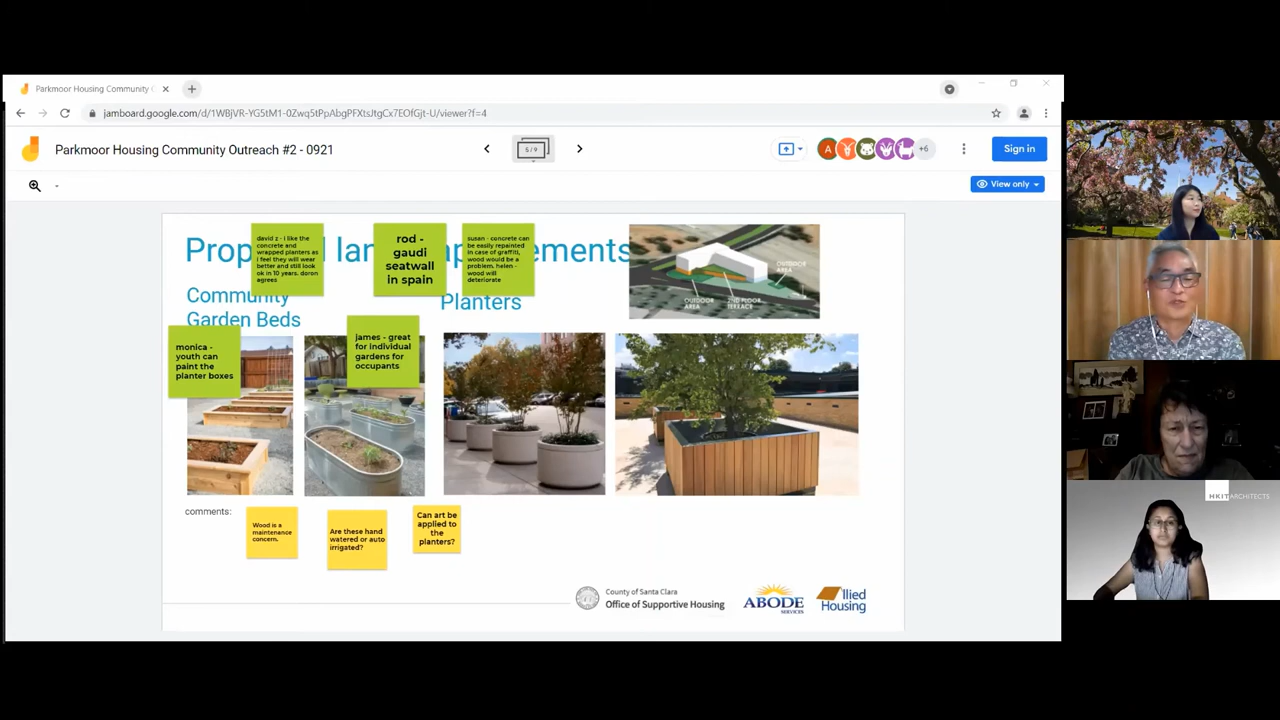 Parkmoor Housing Community
jamboard.google.com/d/1WBjVR-YG5tM1-0Zwq5tPpAbgPFXtsJtgCx7EOfGjt-U/viewer?f=4
Parkmoor Housing Community Outreach #2 - 0921
5/9
A
+6
Sign in
View only
david z - i like the
concrete and
wrapped planters as
i feel they will wear
better and still look
ok in 10 years. doron
agrees
rod -
gaudi
seatwall
in spain
susan - concrete can
be easily repainted
in case of graffiti,
wood would be a
problem. helen -
wood will
deteriorate
Community
Garden Beds
Planters
OUTDOOR
AREA
OUTDOOR
AREA
2ND FLOOR
TERRACE
monica -
youth can
paint the
planter boxes
james - great
for individual
gardens for
occupants
comments:
Wood is a
maintenance
concern.
Are these hand
watered or auto
irrigated?
Can art be
applied to
the
planters?
County of Santa Clara
Office of Supportive Housing
ABODE
SERVICES
llied
Housing
HKIT ARCHITECTS